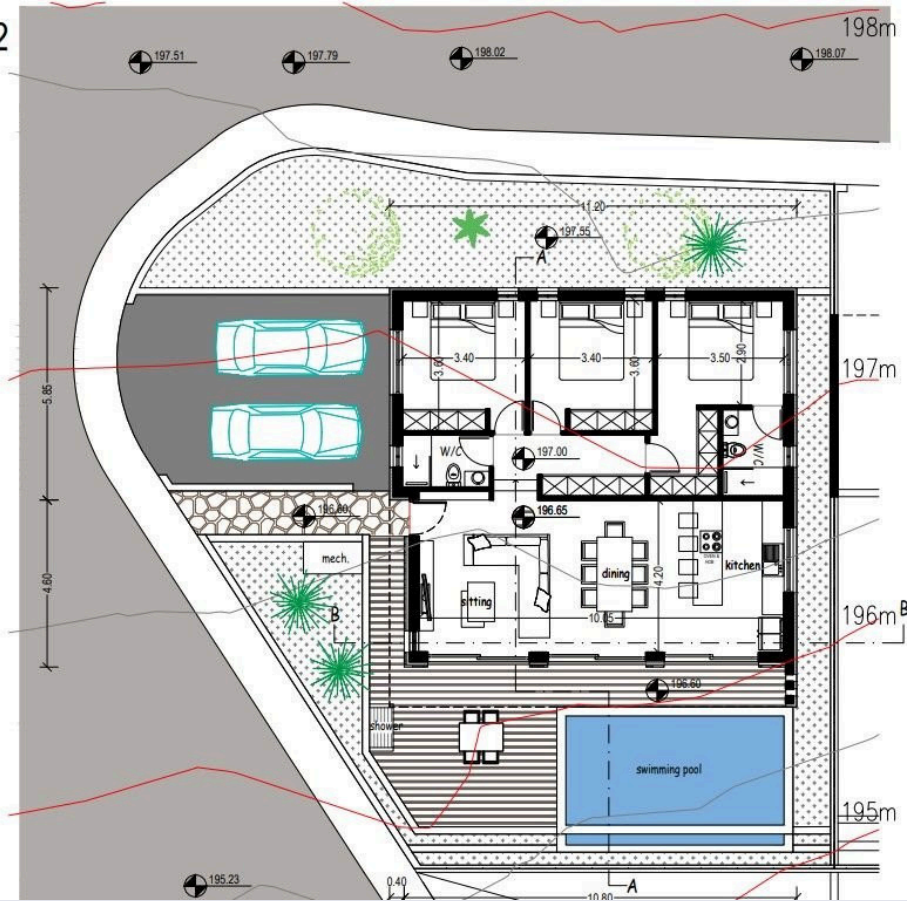 2
198m
197.51
197.79
198.02
198.07
11.20
197.55
A
3.40
3.60
3.40
3.60
3.50
2.90
197m
5.85
W/C
W/C
197.00
196.60
196.65
mech.
OVEN &
HOB
dining
kitchen
4.20
4.60
sitting
10.05
B
196m
B
196.60
shower
swimming pool
195m
195.23
0.40
A
10.80